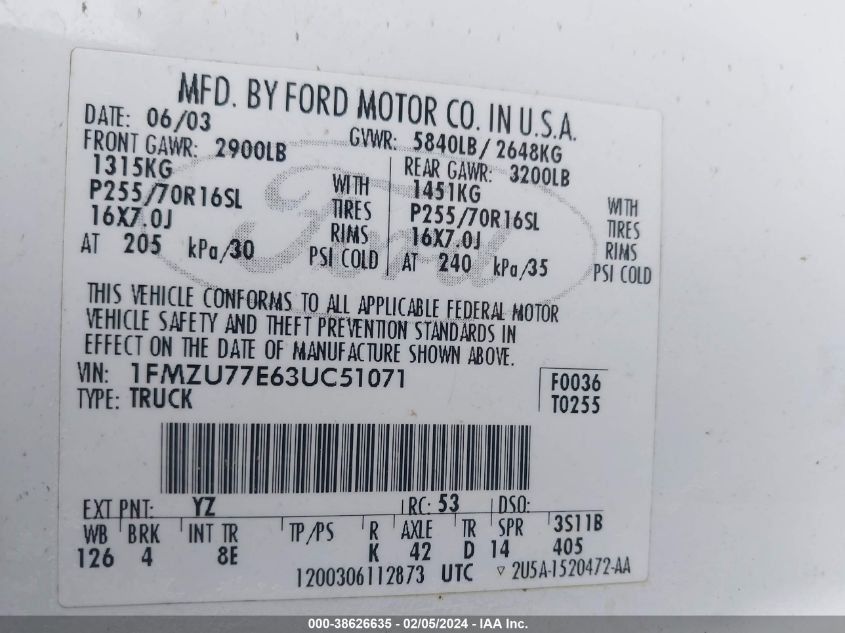 MFD. BY FORD MOTOR CO. IN U.S.A.
DATE: 06/03 GVWR: 5840LB / 2648KG
FRONT GAWR: 2900LB REAR GAWR: 3200LB
1315KG WITH 1451KG WITH
P255/70R16SL TIRES P255/70R16SL TIRES
16X7.0J RIMS 16X7.0J RIMS
AT 205 kPa/30 PSI COLD AT 240 kPa/35 PSI COLD
Ford
THIS VEHICLE CONFORMS TO ALL APPLICABLE FEDERAL MOTOR
VEHICLE SAFETY AND THEFT PREVENTION STANDARDS IN
EFFECT ON THE DATE OF MANUFACTURE SHOWN ABOVE.
VIN: 1FMZU77E63UC51071 F0036
TYPE: TRUCK T0255
EXT PNT: YZ RC: 53 DSO:
WB BRK INT TR TP/PS R AXLE TR SPR 3S11B
126 4 8E K 42 D 14 405
1200306112873 UTC ▽ 2U5A-1520472-AA
000-38626635 - 02/05/2024 - IAA Inc.